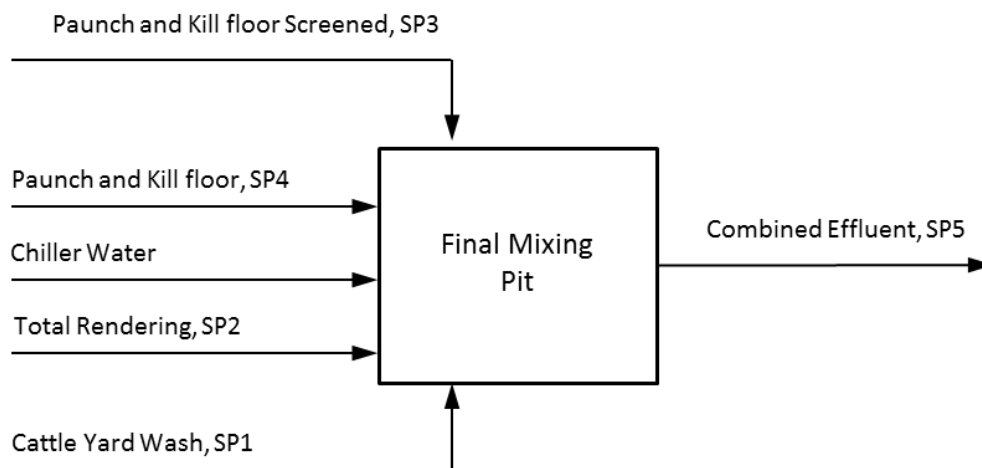 Paunch and Kill floor Screened, SP3
Paunch and Kill floor, SP4
Chiller Water
Total Rendering, SP2
Cattle Yard Wash, SP1
Final Mixing
Pit
Combined Effluent, SP5